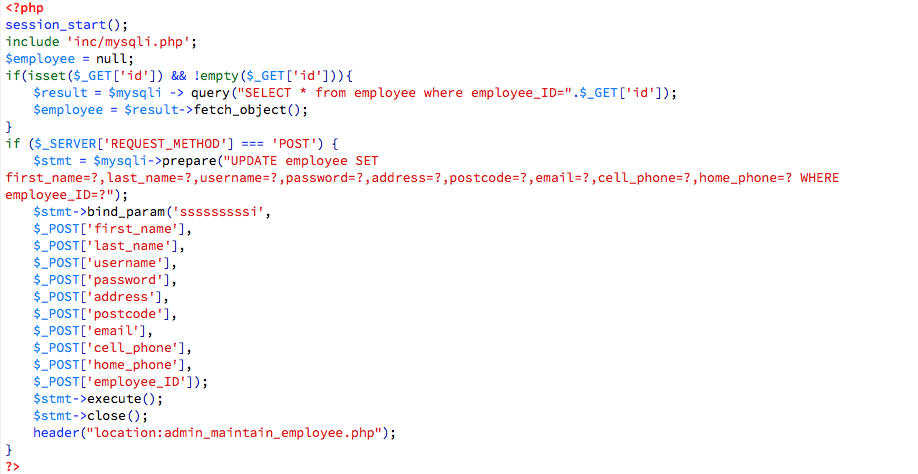 <?php
session_start();
include 'inc/mysqli.php';
$employee = null;
if(isset($_GET['id']) && !empty($_GET['id'])){
$result = $mysqli -> query("SELECT * from employee where employee_ID=".$_GET['id']);
$employee = $result->fetch_object();
}
if ($_SERVER['REQUEST_METHOD'] === 'POST') {
$stmt = $mysqli->prepare("UPDATE employee SET
first_name=?,last_name=?,username=?,password=?,address=?,postcode=?,email=?,cell_phone=?,home_phone=? WHERE
employee_ID=?");
$stmt->bind_param('sssssssssi',
$_POST['first_name'],
$_POST['last_name'],
$_POST['username'],
$_POST['password'],
$_POST['address'],
$_POST['postcode'],
$_POST['email'],
$_POST['cell_phone'],
$_POST['home_phone'],
$_POST['employee_ID']);
$stmt->execute();
$stmt->close();
header("location:admin_maintain_employee.php");
}
?>